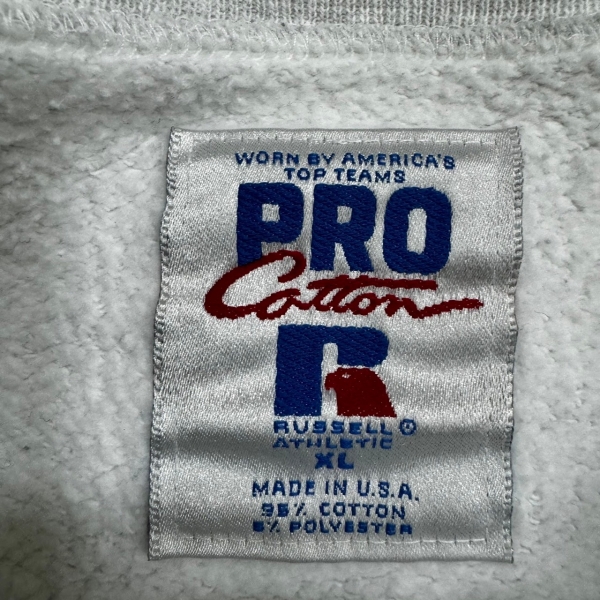 WORN BY AMERICA'S
TOP TEAMS
PRO
Cotton
R
RUSSELL ®
ATHLETIC
XL
MADE IN U.S.A.
95% COTTON
5% POLYESTER